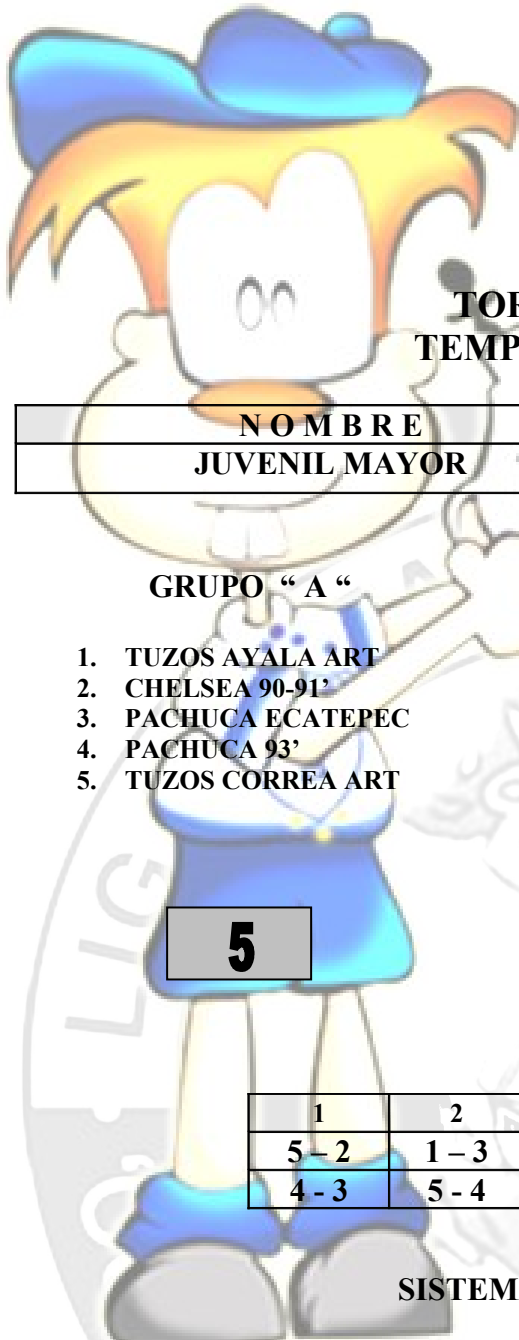 TOR
TEMP
N O M B R E
JUVENIL MAYOR
GRUPO “ A “
1. TUZOS AYALA ART
2. CHELSEA 90-91’
3. PACHUCA ECATEPEC
4. PACHUCA 93’
5. TUZOS CORREA ART
LIG
5
1 2
5 – 2 1 – 3
4 - 3 5 - 4
SISTEM